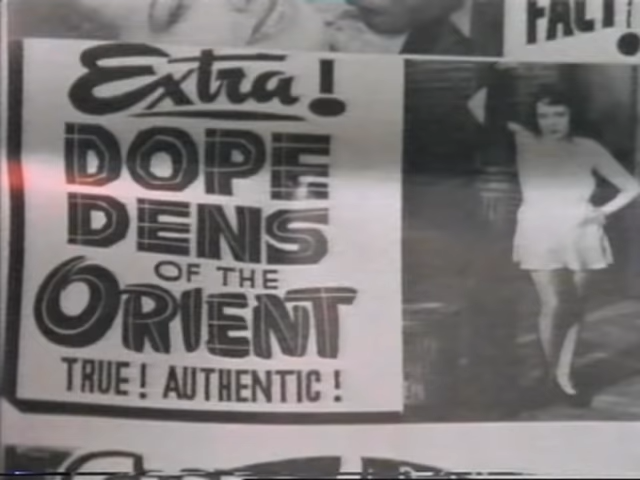 FACT!
Extra!
DOPE
DENS
OF THE
ORIENT
TRUE! AUTHENTIC!